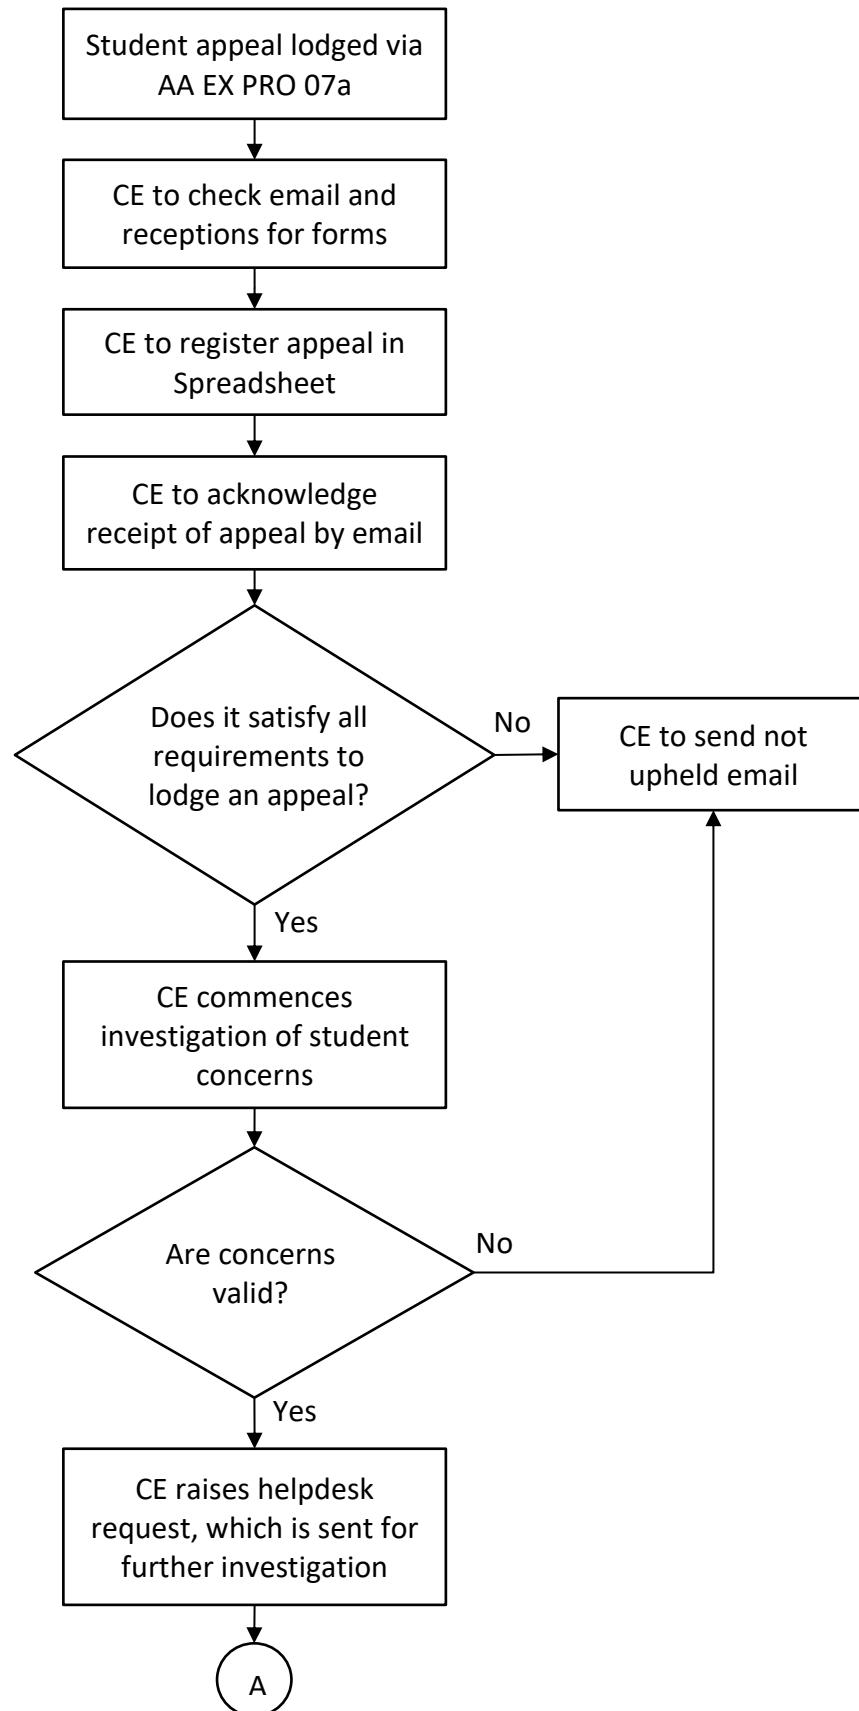 Student appeal lodged via
AA EX PRO 07a
CE to check email and
receptions for forms
CE to register appeal in
Spreadsheet
CE to acknowledge
receipt of appeal by email
Does it satisfy all
requirements to
lodge an appeal?
No
CE to send not
upheld email
Yes
CE commences
investigation of student
concerns
Are concerns
valid?
No
Yes
CE raises helpdesk
request, which is sent for
further investigation
A